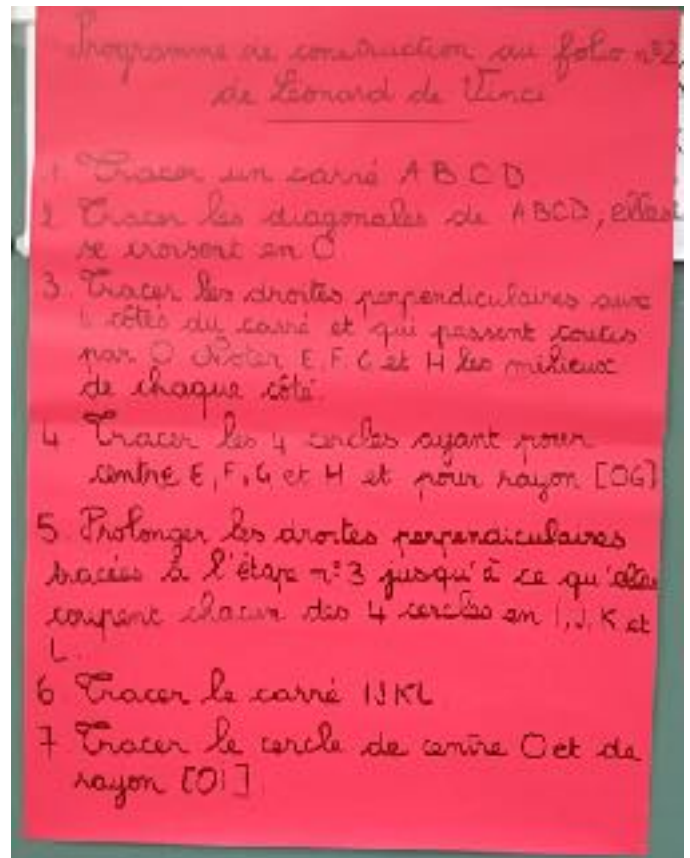 Programme de construction du folio n°2
de Léonard de Vinci
1. Tracer un carré ABCD
2 Tracer les diagonales de ABCD, elles
se croisent en O
3. Tracer les droites perpendiculaires aux
côtés du carré et qui passent toutes
par O Noter E, F, G et H les milieux
de chaque côté.
4 Tracer les 4 cercles ayant pour
centre E, F, G et H et pour rayon [OG]
5. Prolonger les droites perpendiculaires
tracées à l'étape n°3 jusqu'à ce qu'elles
coupent chacun des 4 cercles en I, J, K et
L.
6 Tracer le carré IJKL
7 Tracer le cercle de centre O et de
rayon [OI]